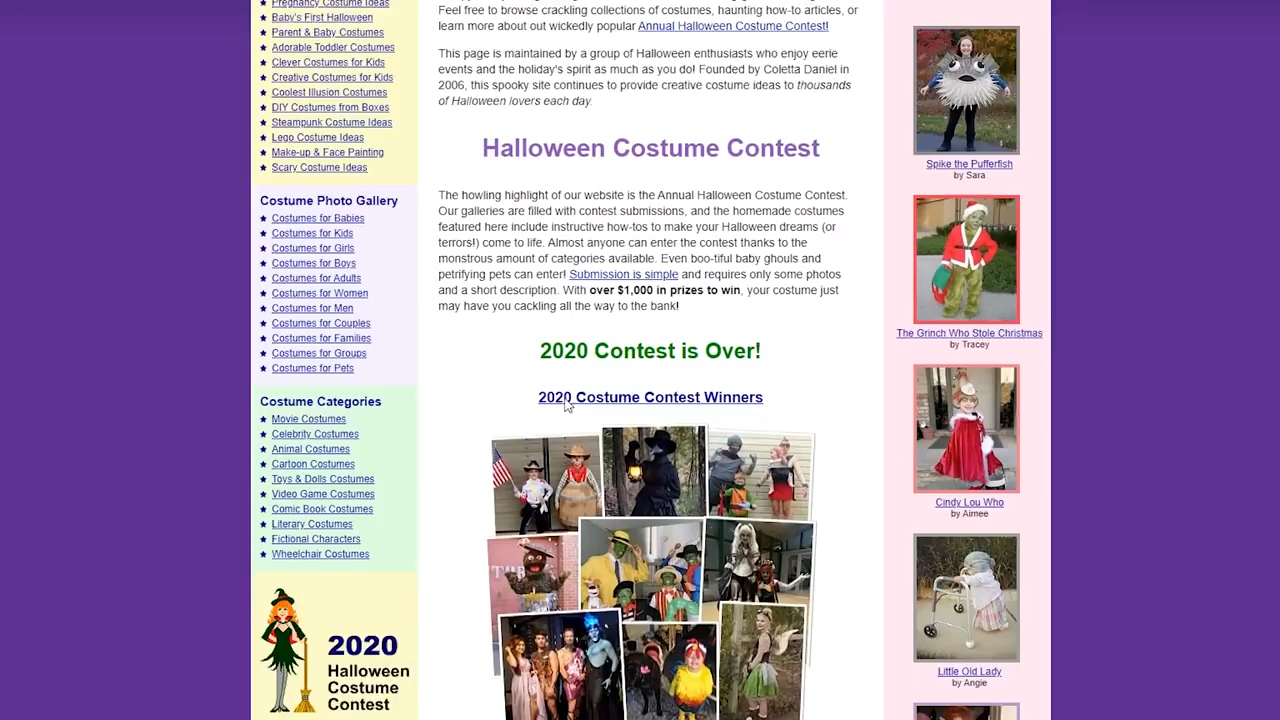 Pregnancy Costume Ideas
Baby's First Halloween
Parent & Baby Costumes
Adorable Toddler Costumes
Clever Costumes for Kids
Creative Costumes for Kids
Coolest Illusion Costumes
DIY Costumes from Boxes
Steampunk Costume Ideas
Lego Costume Ideas
Make-up & Face Painting
Scary Costume Ideas
Costume Photo Gallery
Costumes for Babies
Costumes for Kids
Costumes for Girls
Costumes for Boys
Costumes for Adults
Costumes for Women
Costumes for Men
Costumes for Couples
Costumes for Families
Costumes for Groups
Costumes for Pets
Costume Categories
Movie Costumes
Celebrity Costumes
Animal Costumes
Cartoon Costumes
Toys & Dolls Costumes
Video Game Costumes
Comic Book Costumes
Literary Costumes
Fictional Characters
Wheelchair Costumes
2020
Halloween
Costume
Contest
Feel free to browse crackling collections of costumes, haunting how-to articles, or
learn more about out wickedly popular Annual Halloween Costume Contest!
This page is maintained by a group of Halloween enthusiasts who enjoy eerie
events and the holiday's spirit as much as you do! Founded by Coletta Daniel in
2006, this spooky site continues to provide creative costume ideas to thousands
of Halloween lovers each day.
Halloween Costume Contest
The howling highlight of our website is the Annual Halloween Costume Contest.
Our galleries are filled with contest submissions, and the homemade costumes
featured here include instructive how-tos to make your Halloween dreams (or
terrors!) come to life. Almost anyone can enter the contest thanks to the
monstrous amount of categories available. Even boo-tiful baby ghouls and
petrifying pets can enter! Submission is simple and requires only some photos
and a short description. With over $1,000 in prizes to win, your costume just
may have you cackling all the way to the bank!
2020 Contest is Over!
2020 Costume Contest Winners
Spike the Pufferfish
by Sara
The Grinch Who Stole Christmas
by Tracey
Cindy Lou Who
by Aimee
Little Old Lady
by Angie